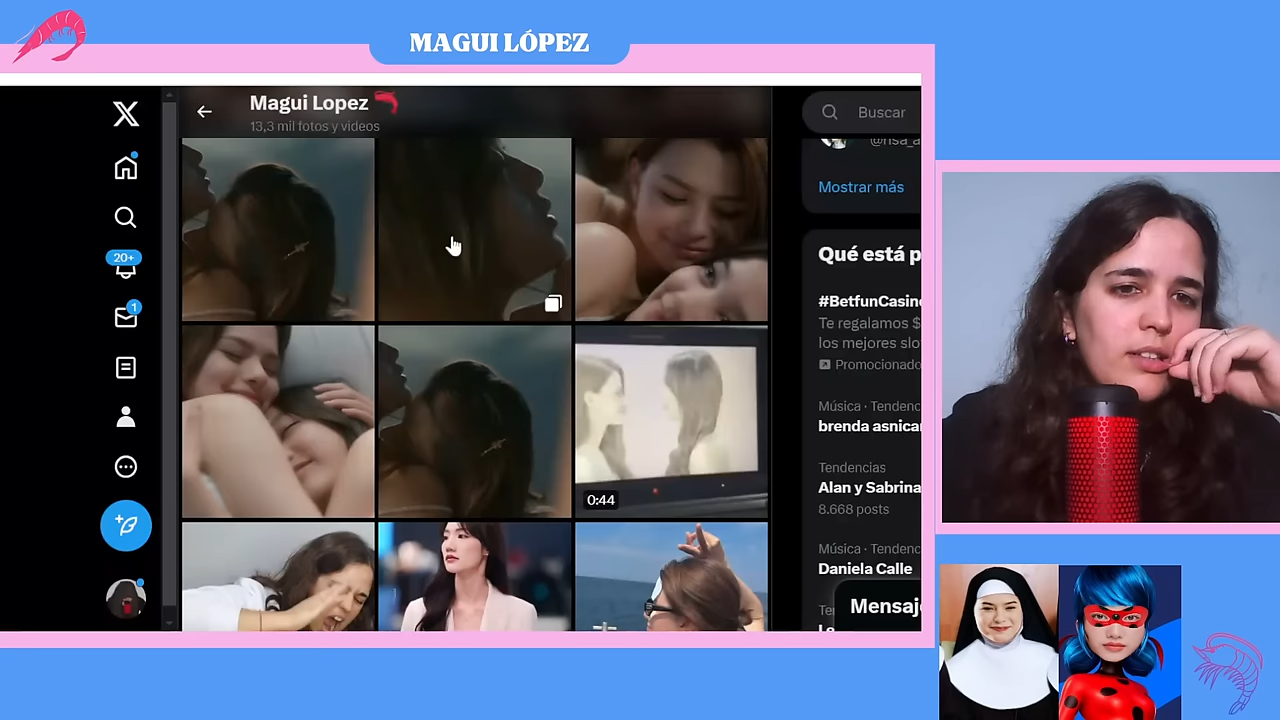 MAGUI LÓPEZ
Magui Lopez
13,3 mil fotos y videos
Buscar
Mostrar más
Qué está p
#BetfunCasin
Te regalamos $
los mejores slo
Promocionado
Música · Tendenc
brenda asnica
Tendencias
Alan y Sabrina
8.668 posts
Música · Tendenc
Daniela Calle
Mensaj
20+
1
0:44